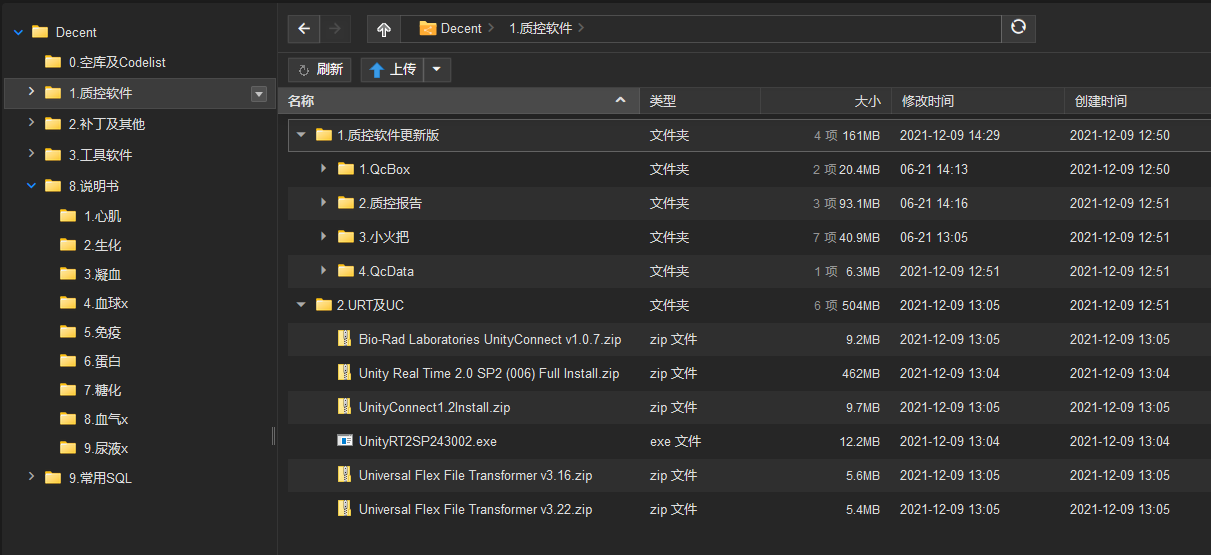 Decent
0.空库及Codelist
1.质控软件
2.补丁及其他
3.工具软件
8.说明书
1.心肌
2.生化
3.凝血
4.血球x
5.免疫
6.蛋白
7.糖化
8.血气x
9.尿液x
9.常用SQL
Decent 1.质控软件
刷新 上传
名称 类型 大小 修改时间 创建时间
1.质控软件更新版 文件夹 4 项 161MB 2021-12-09 14:29 2021-12-09 12:50
1.QcBox 文件夹 2 项 20.4MB 06-21 14:13 2021-12-09 12:50
2.质控报告 文件夹 3 项 93.1MB 06-21 14:16 2021-12-09 12:51
3.小火把 文件夹 7 项 40.9MB 06-21 13:05 2021-12-09 12:51
4.QcData 文件夹 1 项 6.3MB 2021-12-09 12:51 2021-12-09 12:51
2.URT及UC 文件夹 6 项 504MB 2021-12-09 13:05 2021-12-09 12:51
Bio-Rad Laboratories UnityConnect v1.0.7.zip zip 文件 9.2MB 2021-12-09 13:05 2021-12-09 13:05
Unity Real Time 2.0 SP2 (006) Full Install.zip zip 文件 462MB 2021-12-09 13:04 2021-12-09 13:04
UnityConnect1.2Install.zip zip 文件 9.7MB 2021-12-09 13:05 2021-12-09 13:05
UnityRT2SP243002.exe exe 文件 12.2MB 2021-12-09 13:04 2021-12-09 13:04
Universal Flex File Transformer v3.16.zip zip 文件 5.6MB 2021-12-09 13:05 2021-12-09 13:05
Universal Flex File Transformer v3.22.zip zip 文件 5.4MB 2021-12-09 13:05 2021-12-09 13:05